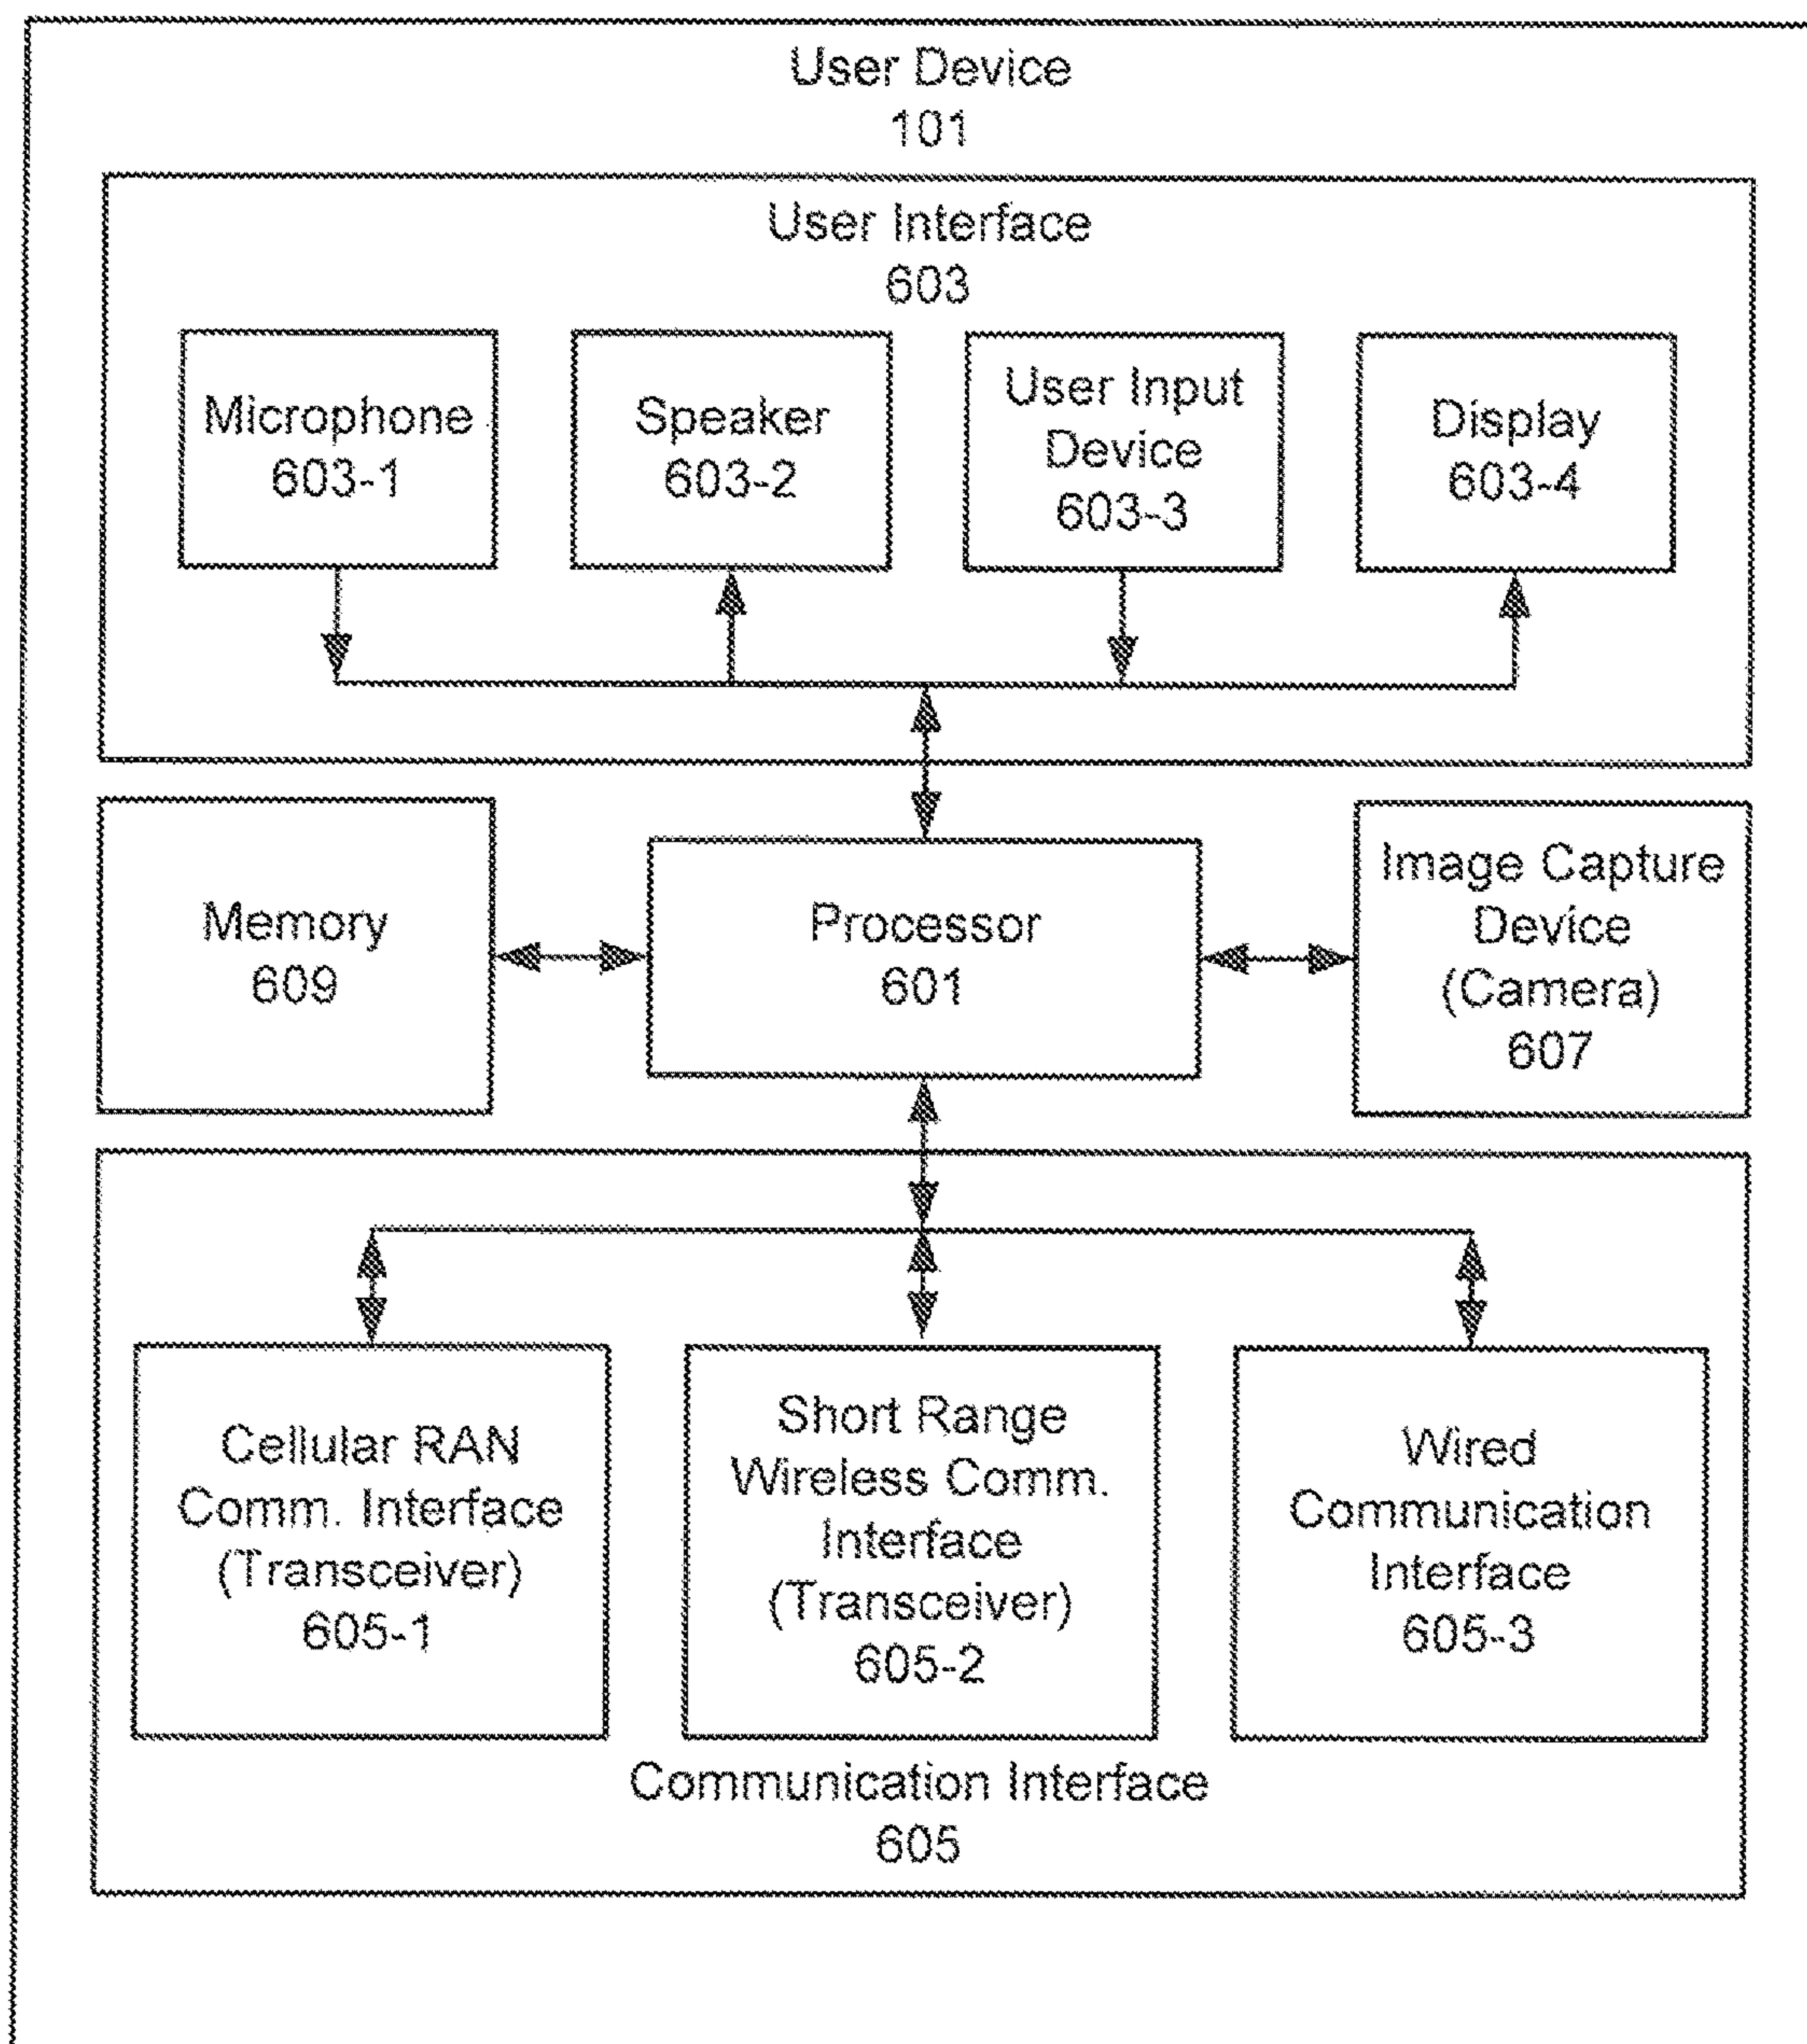 User Device
101
User Interface
603
Microphone
603-1
Speaker
603-2
User Input
Device
603-3
Display
603-4
Memory
609
Processor
601
Image Capture
Device
(Camera)
607
Cellular RAN
Comm. Interface
(Transceiver)
605-1
Short Range
Wireless Comm.
Interface
(Transceiver)
605-2
Wired
Communication
Interface
605-3
Communication Interface
605